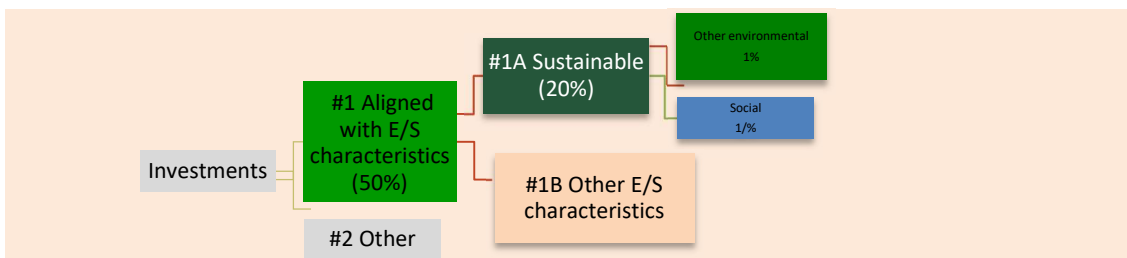 Investments
#1 Aligned
with E/S
characteristics
(50%)
#2 Other
#1A Sustainable
(20%)
#1B Other E/S
characteristics
Other environmental
1%
Social
1/%